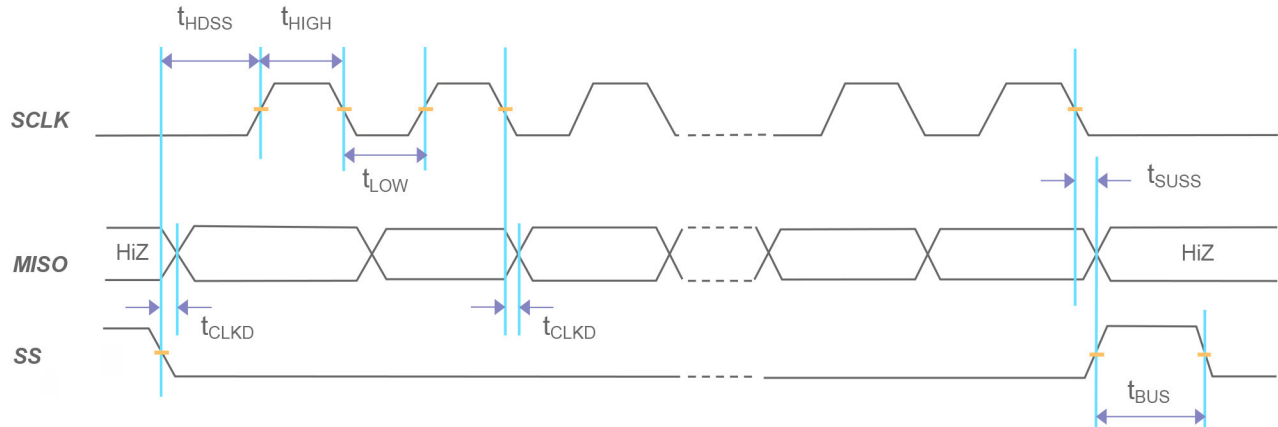 tHDSS tHIGH
SCLK
tLOW
tSUSS
HiZ HiZ
MISO
tCLKD tCLKD
SS
tBUS